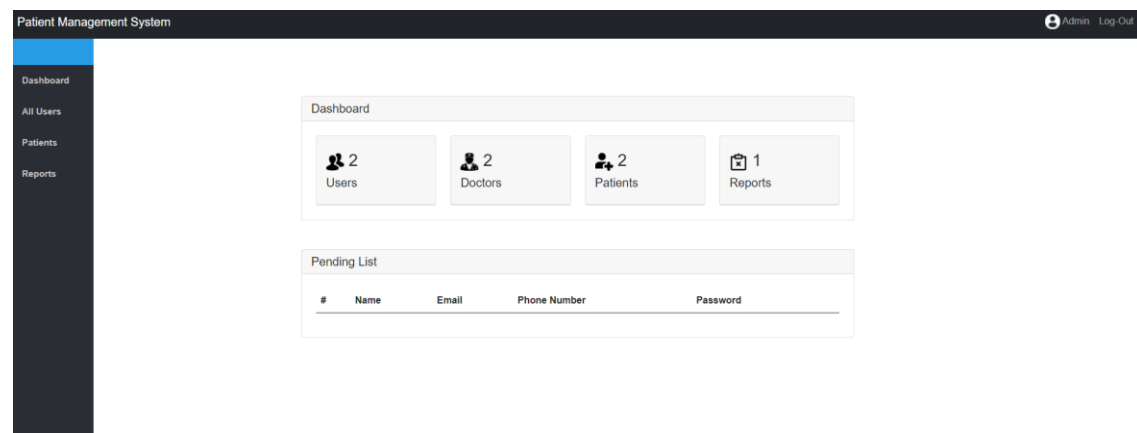 Patient Management System Admin Log-Out
Dashboard
All Users
Patients
Reports
Dashboard
2 2 2 1
Users Doctors Patients Reports
Pending List
# Name Email Phone Number Password